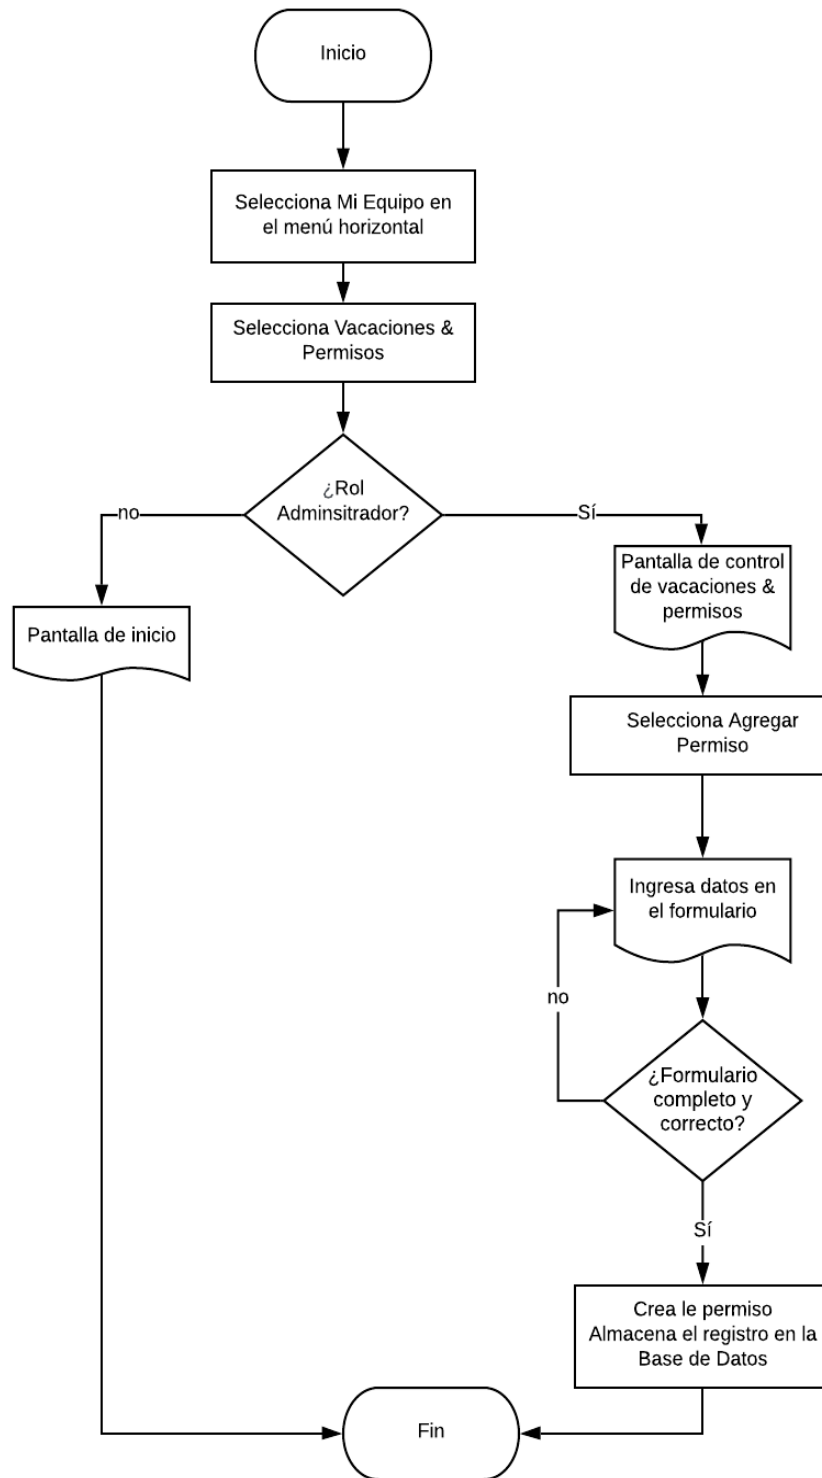 Inicio
Selecciona Mi Equipo en
el menú horizontal
Selecciona Vacaciones &
Permisos
¿Rol
Adminsitrador?
no
Sí
Pantalla de inicio
Pantalla de control
de vacaciones &
permisos
Selecciona Agregar
Permiso
Ingresa datos en
el formulario
no
¿Formulario
completo y
correcto?
Sí
Crea le permiso
Almacena el registro en la
Base de Datos
Fin